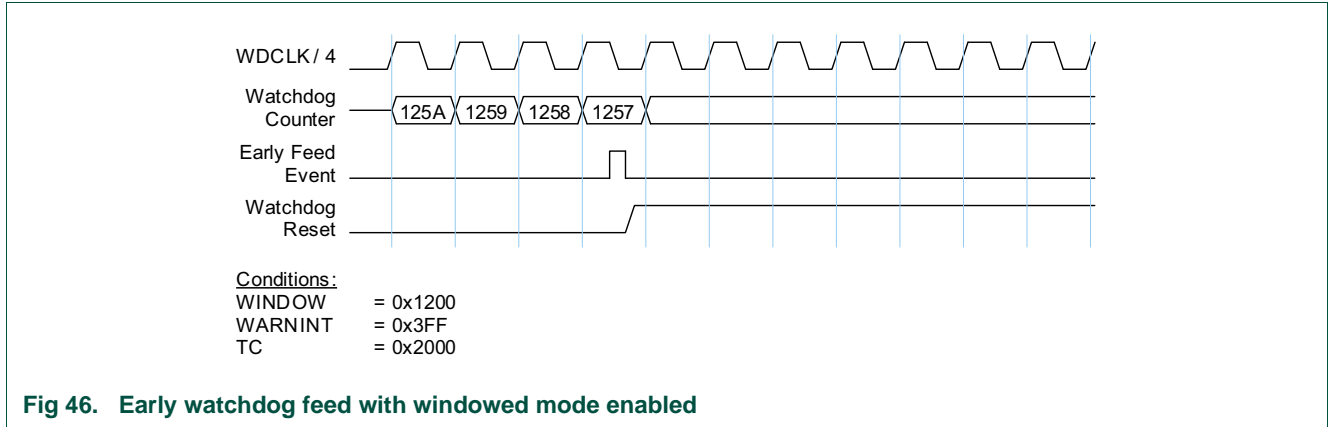 WDCLK / 4
Watchdog
Counter
125A 1259 1258 1257
Early Feed
Event
Watchdog
Reset
Conditions:
WINDOW = 0x1200
WARNINT = 0x3FF
TC = 0x2000
Fig 46. Early watchdog feed with windowed mode enabled